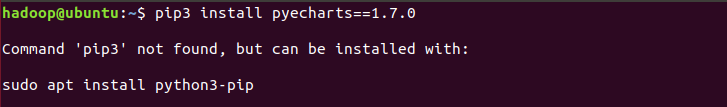 hadoop@ubuntu:~$ pip3 install pyecharts==1.7.0
Command 'pip3' not found, but can be installed with:
sudo apt install python3-pip